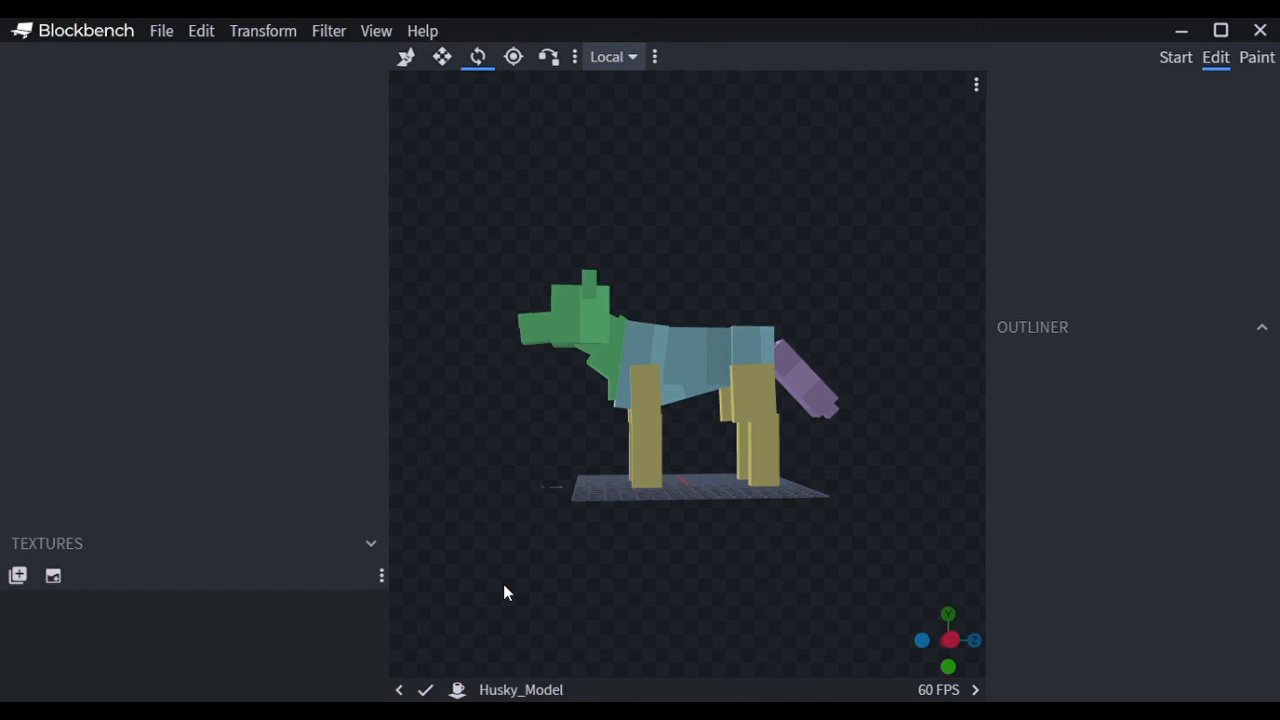 Blockbench File Edit Transform Filter View Help
Local
Start Edit Paint
OUTLINER
TEXTURES
Y
Z
Husky_Model 60 FPS